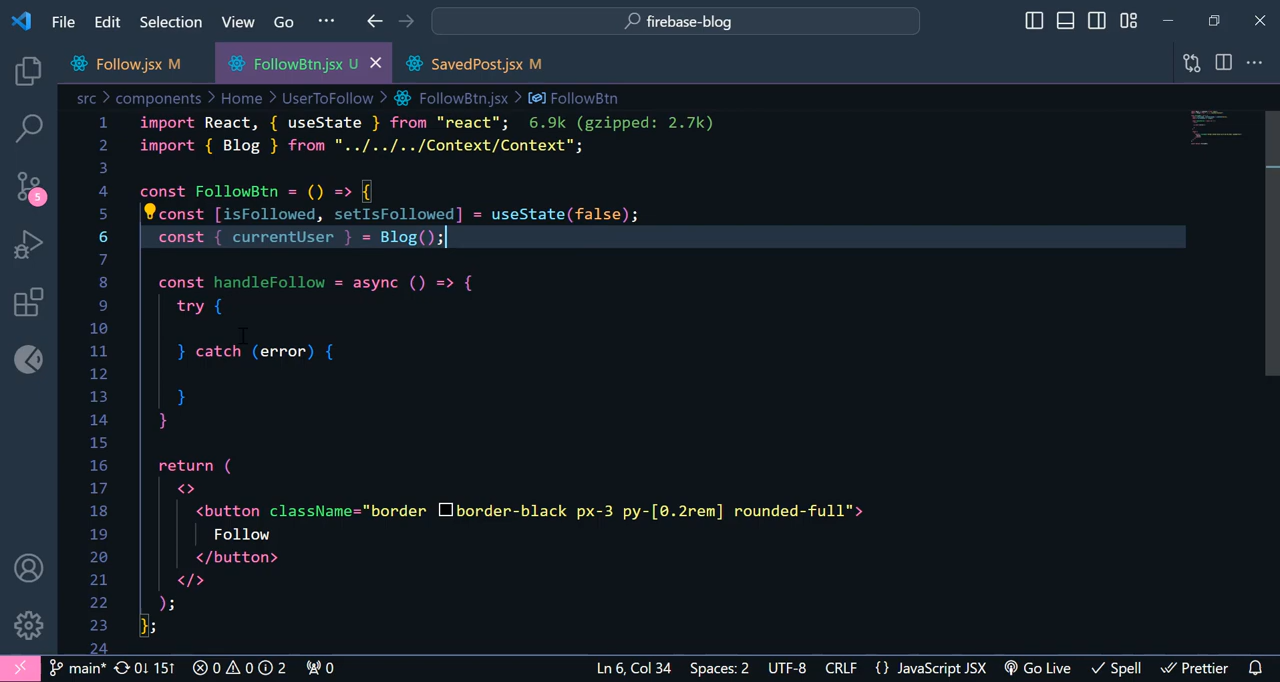 File Edit Selection View Go ··· firebase-blog
Follow.jsx M FollowBtn.jsx U SavedPost.jsx M
src > components > Home > UserToFollow > FollowBtn.jsx > FollowBtn
1 import React, { useState } from "react"; 6.9k (gzipped: 2.7k)
2 import { Blog } from "../../../Context/Context";
3
4 const FollowBtn = () => {
5 const [isFollowed, setIsFollowed] = useState(false);
6 const { currentUser } = Blog();
7
8 const handleFollow = async () => {
9 try {
10
11 } catch (error) {
12
13 }
14 }
15
16 return (
17 <>
18 <button className="border border-black px-3 py-[0.2rem] rounded-full">
19 Follow
20 </button>
21 </>
22 );
23 };
24
5
main* 0↓ 15↑ 0 0 2 0 Ln 6, Col 34 Spaces: 2 UTF-8 CRLF {} JavaScript JSX Go Live Spell Prettier